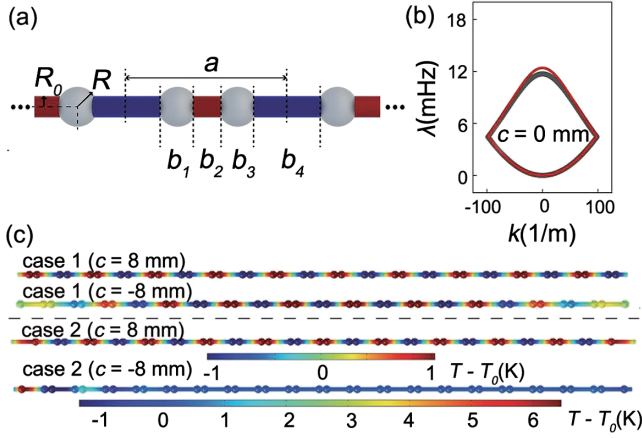 (a)
R₀
R
a
...
...
b₁
b₂
b₃
b₄
(b)
λ(mHz)
18
12
6
0
c = 0 mm
-100
0
100
k(1/m)
(c)
case 1 (c = 8 mm)
case 1 (c = -8 mm)
case 2 (c = 8 mm)
-1
0
1
T - T₀(K)
case 2 (c = -8 mm)
-1
0
1
2
3
4
5
6
T - T₀(K)